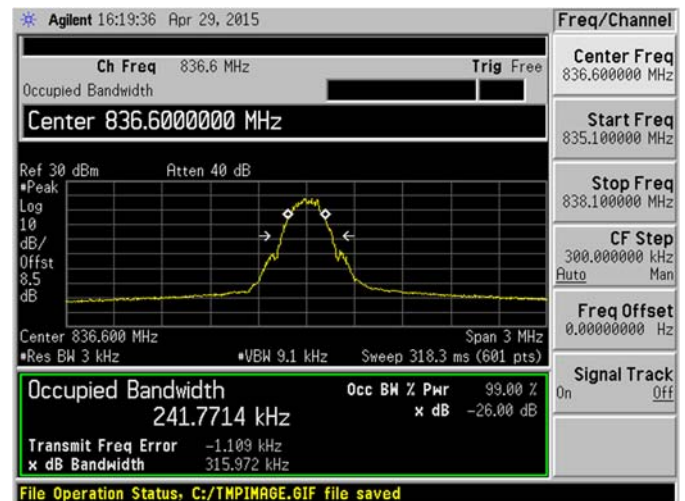 Agilent 16:19:36 Apr 29, 2015
Freq/Channel
Ch Freq 836.6 MHz Trig Free
Occupied Bandwidth
Center 836.6000000 MHz
Ref 30 dBm Atten 40 dB
Peak
Log
10
dB/
Offst
8.5
dB
Center 836.600 MHz Span 3 MHz
Res BW 3 kHz VBW 9.1 kHz Sweep 318.3 ms (601 pts)
Occupied Bandwidth Occ BW % Pwr 99.00 %
241.7714 kHz x dB -26.00 dB
Transmit Freq Error -1.109 kHz
x dB Bandwidth 315.972 kHz
File Operation Status, C:/TMPIMAGE.GIF file saved
Center Freq
836.600000 MHz
Start Freq
835.100000 MHz
Stop Freq
838.100000 MHz
CF Step
300.000000 kHz
Auto Man
Freq Offset
0.00000000 Hz
Signal Track
On Off